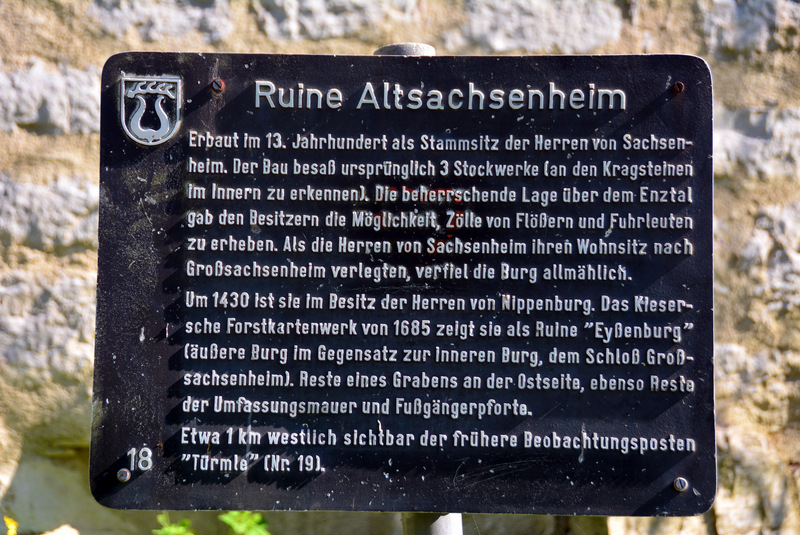 Ruine Altsachsenheim
Erbaut im 13. Jahrhundert als Stammsitz der Herren von Sachsen-
heim. Der Bau besaß ursprünglich 3 Stockwerke (an den Kragsteinen
im Innern zu erkennen). Die beherrschende Lage über dem Enztal
gab den Besitzern die Möglichkeit, Zölle von Flößern und Fuhrleuten
zu erheben. Als die Herren von Sachsenheim ihren Wohnsitz nach
Großsachsenheim verlegten, verfiel die Burg allmählich.
Um 1430 ist sie im Besitz der Herren von Nippenburg. Das Kieser-
sche Forstkartenwerk von 1685 zeigt sie als Ruine "Eyßenburg"
(äußere Burg im Gegensatz zur inneren Burg, dem Schloß Groß-
sachsenheim). Reste eines Grabens an der Ostseite, ebenso Reste
der Umfassungsmauer und Fußgängerpforte.
Etwa 1 km westlich sichtbar der frühere Beobachtungsposten
"Türmle" (Nr. 19).
18